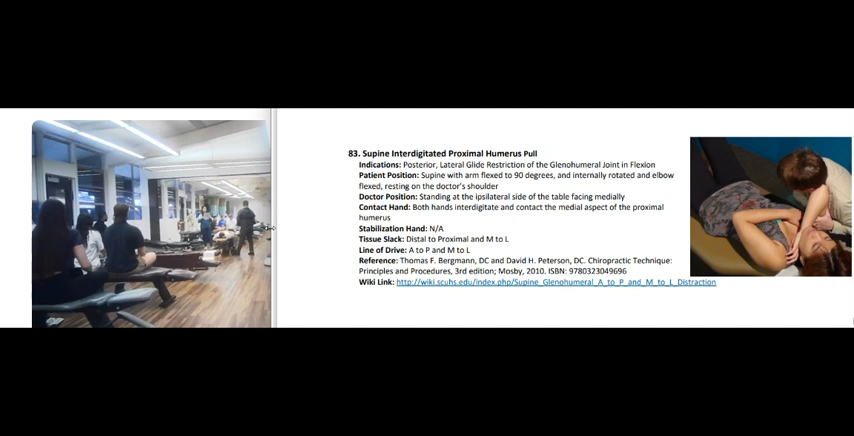 83. Supine Interdigitated Proximal Humerus Pull
Indications: Posterior, Lateral Glide Restriction of the Glenohumeral Joint in Flexion
Patient Position: Supine with arm flexed to 90 degrees, and internally rotated and elbow
flexed, resting on the doctor's shoulder
Doctor Position: Standing at the ipsilateral side of the table facing medially
Contact Hand: Both hands interdigitate and contact the medial aspect of the proximal
humerus
Stabilization Hand: N/A
Tissue Slack: Distal to Proximal and M to L
Line of Drive: A to P and M to L
Reference: Thomas F. Bergmann, DC and David H. Peterson, DC. Chiropractic Technique:
Principles and Procedures, 3rd edition; Mosby, 2010. ISBN: 9780323049696
Wiki Link: http://wiki.scuhs.edu/index.php/Supine_Glenohumeral_A_to_P_and_M_to_L_Distraction